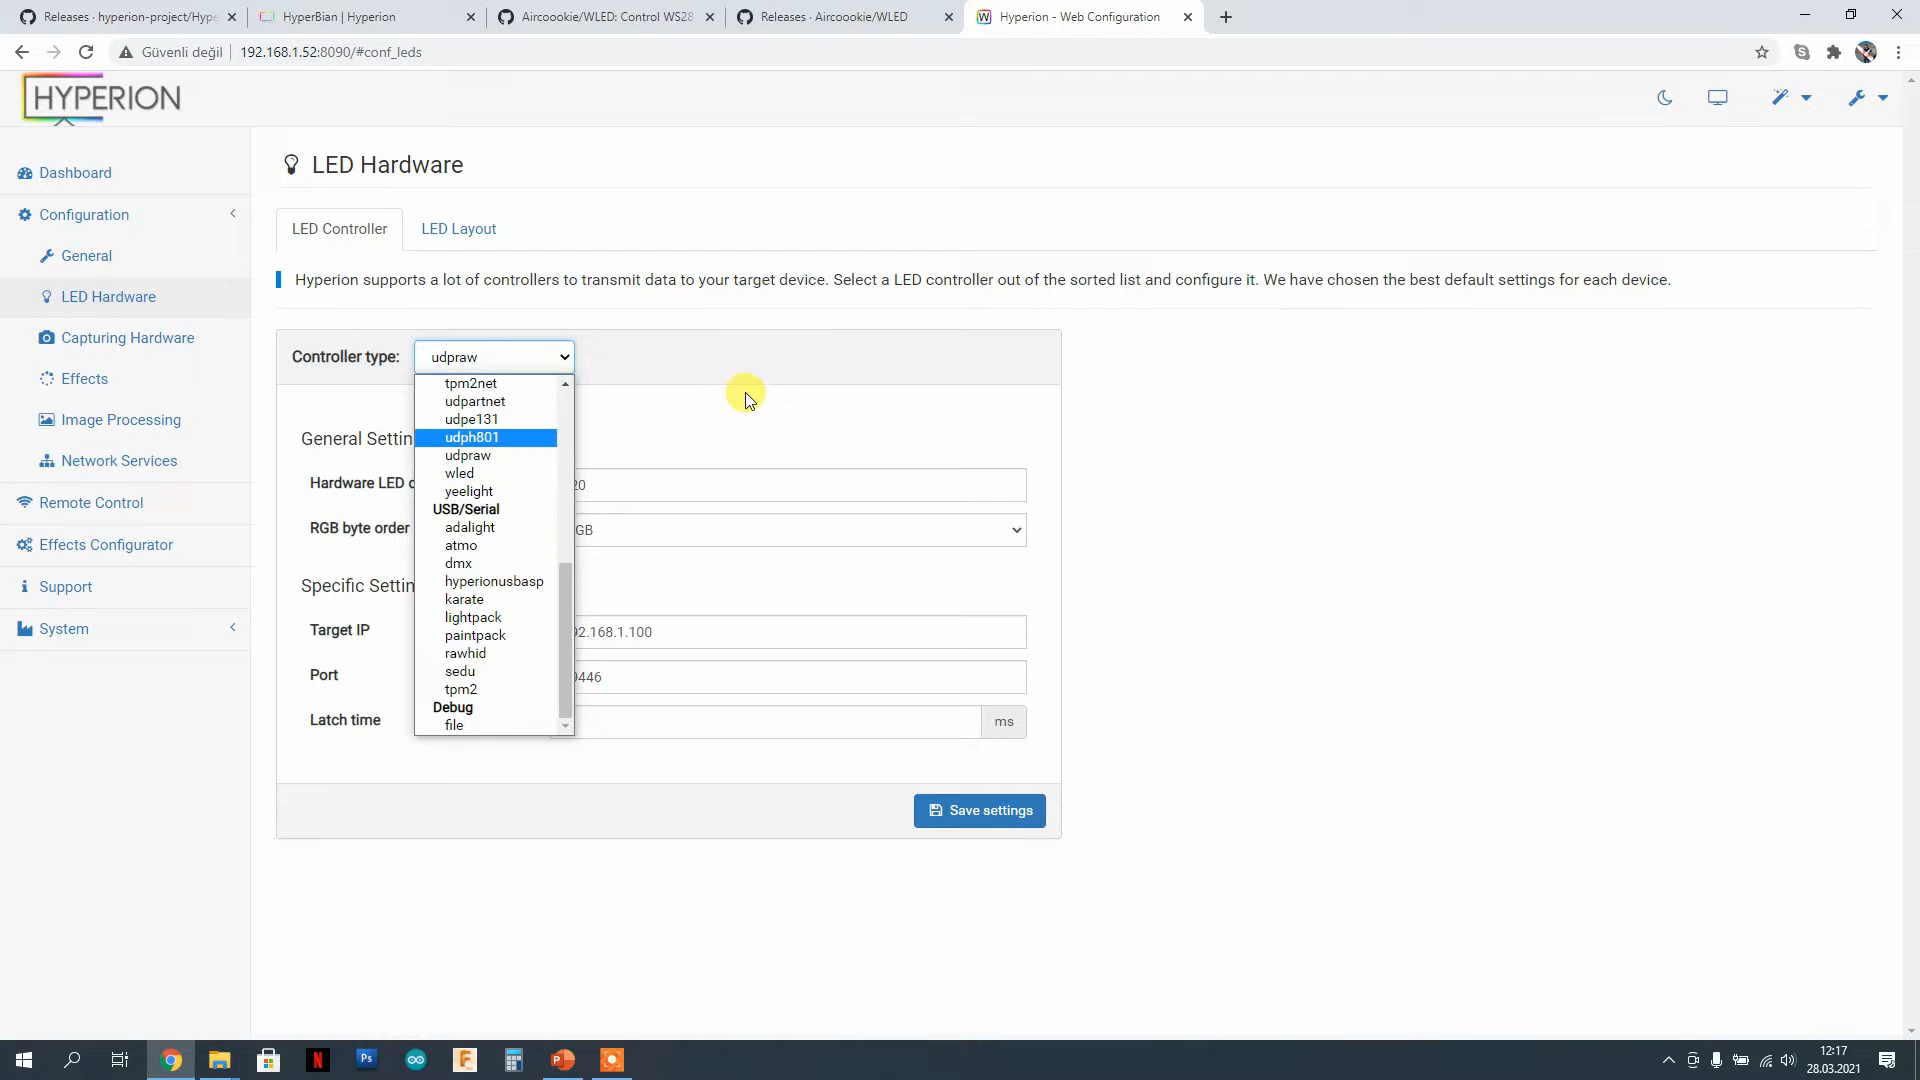 Releases · hyperion-project/Hype
HyperBian | Hyperion
Aircoookie/WLED: Control WS28
Releases · Aircoookie/WLED
Hyperion - Web Configuration
Güvenli değil
192.168.1.52:8090/#conf_leds
HYPERION
Dashboard
Configuration
General
LED Hardware
Capturing Hardware
Effects
Image Processing
Network Services
Remote Control
Effects Configurator
Support
System
LED Hardware
LED Controller
LED Layout
Hyperion supports a lot of controllers to transmit data to your target device. Select a LED controller out of the sorted list and configure it. We have chosen the best default settings for each device.
Controller type:
udpraw
tpm2net
udpartnet
udpe131
udph801
udpraw
wled
yeelight
USB/Serial
adalight
atmo
dmx
hyperionusbasp
karate
lightpack
paintpack
rawhid
sedu
tpm2
Debug
file
General Settin
Hardware LED c
20
RGB byte order
GB
Specific Settin
Target IP
92.168.1.100
Port
9446
Latch time
ms
Save settings
Ps
12:17
28.03.2021